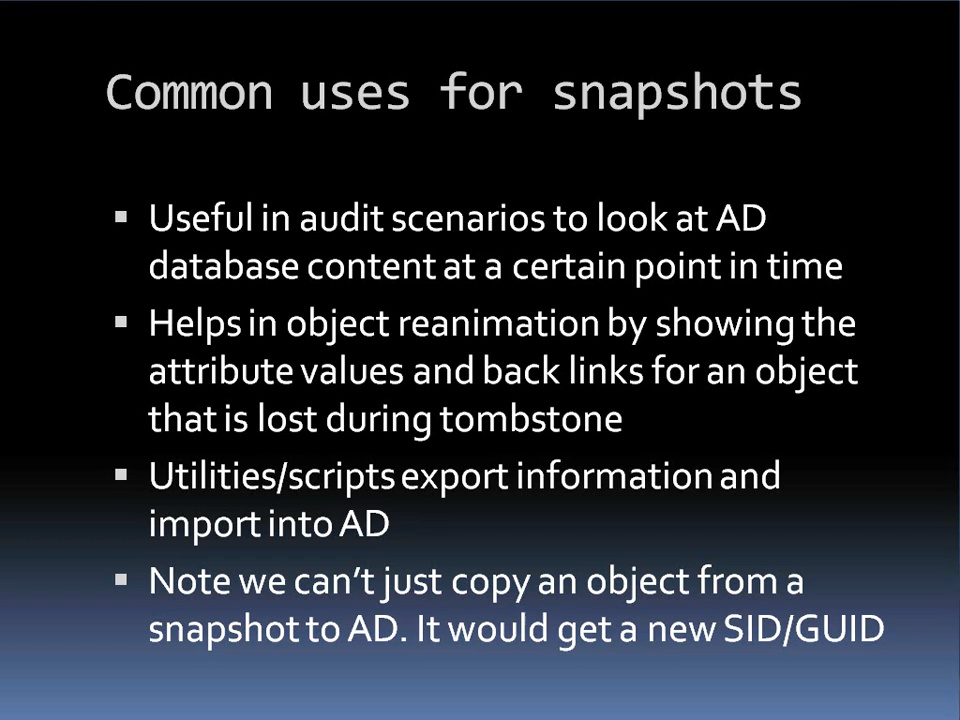 Common uses for snapshots
▪ Useful in audit scenarios to look at AD
database content at a certain point in time
▪ Helps in object reanimation by showing the
attribute values and back links for an object
that is lost during tombstone
▪ Utilities/scripts export information and
import into AD
▪ Note we can’t just copy an object from a
snapshot to AD. It would get a new SID/GUID